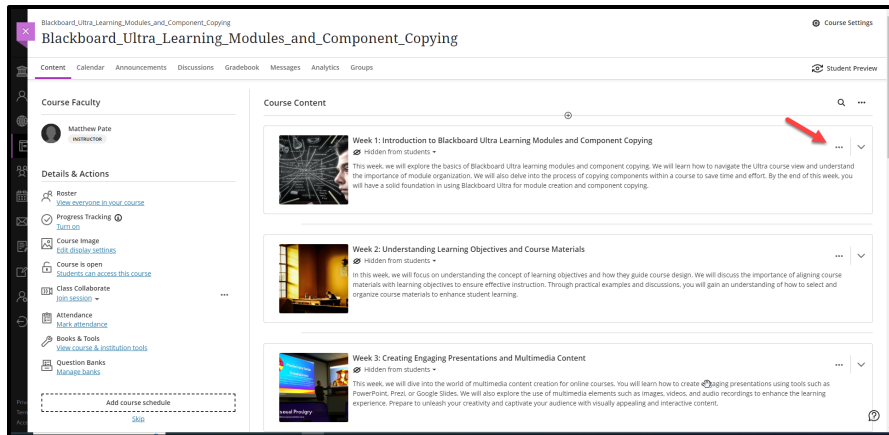 Blackboard_Ultra_Learning_Modules_and_Component_Copying
Blackboard_Ultra_Learning_Modules_and_Component_Copying
Course Settings
Content Calendar Announcements Discussions Gradebook Messages Analytics Groups
Student Preview
Course Faculty
Matthew Pate
INSTRUCTOR
Details & Actions
Roster
View everyone in your course
Progress Tracking
Turn on
Course Image
Edit display settings
Course is open
Students can access this course
Class Collaborate
Join session
Attendance
Mark attendance
Books & Tools
View course & institution tools
Question Banks
Manage banks
Add course schedule
Skip
Course Content
Week 1: Introduction to Blackboard Ultra Learning Modules and Component Copying
Hidden from students
This week, we will explore the basics of Blackboard Ultra learning modules and component copying. We will learn how to navigate the Ultra course view and understand
the importance of module organization. We will also delve into the process of copying components within a course to save time and effort. By the end of this week, you
will have a solid foundation in using Blackboard Ultra for module creation and component copying.
Week 2: Understanding Learning Objectives and Course Materials
Hidden from students
In this week, we will focus on understanding the concept of learning objectives and how they guide course design. We will discuss the importance of aligning course
materials with learning objectives to ensure effective instruction. Through practical examples and discussions, you will gain an understanding of how to select and
organize course materials to enhance student learning.
Week 3: Creating Engaging Presentations and Multimedia Content
Hidden from students
This week, we will dive into the world of multimedia content creation for online courses. You will learn how to create engaging presentations using tools such as
PowerPoint, Prezi, or Google Slides. We will also explore the use of multimedia elements such as images, videos, and audio recordings to enhance the learning
experience. Prepare to unleash your creativity and captivate your audience with visually appealing and interactive content.